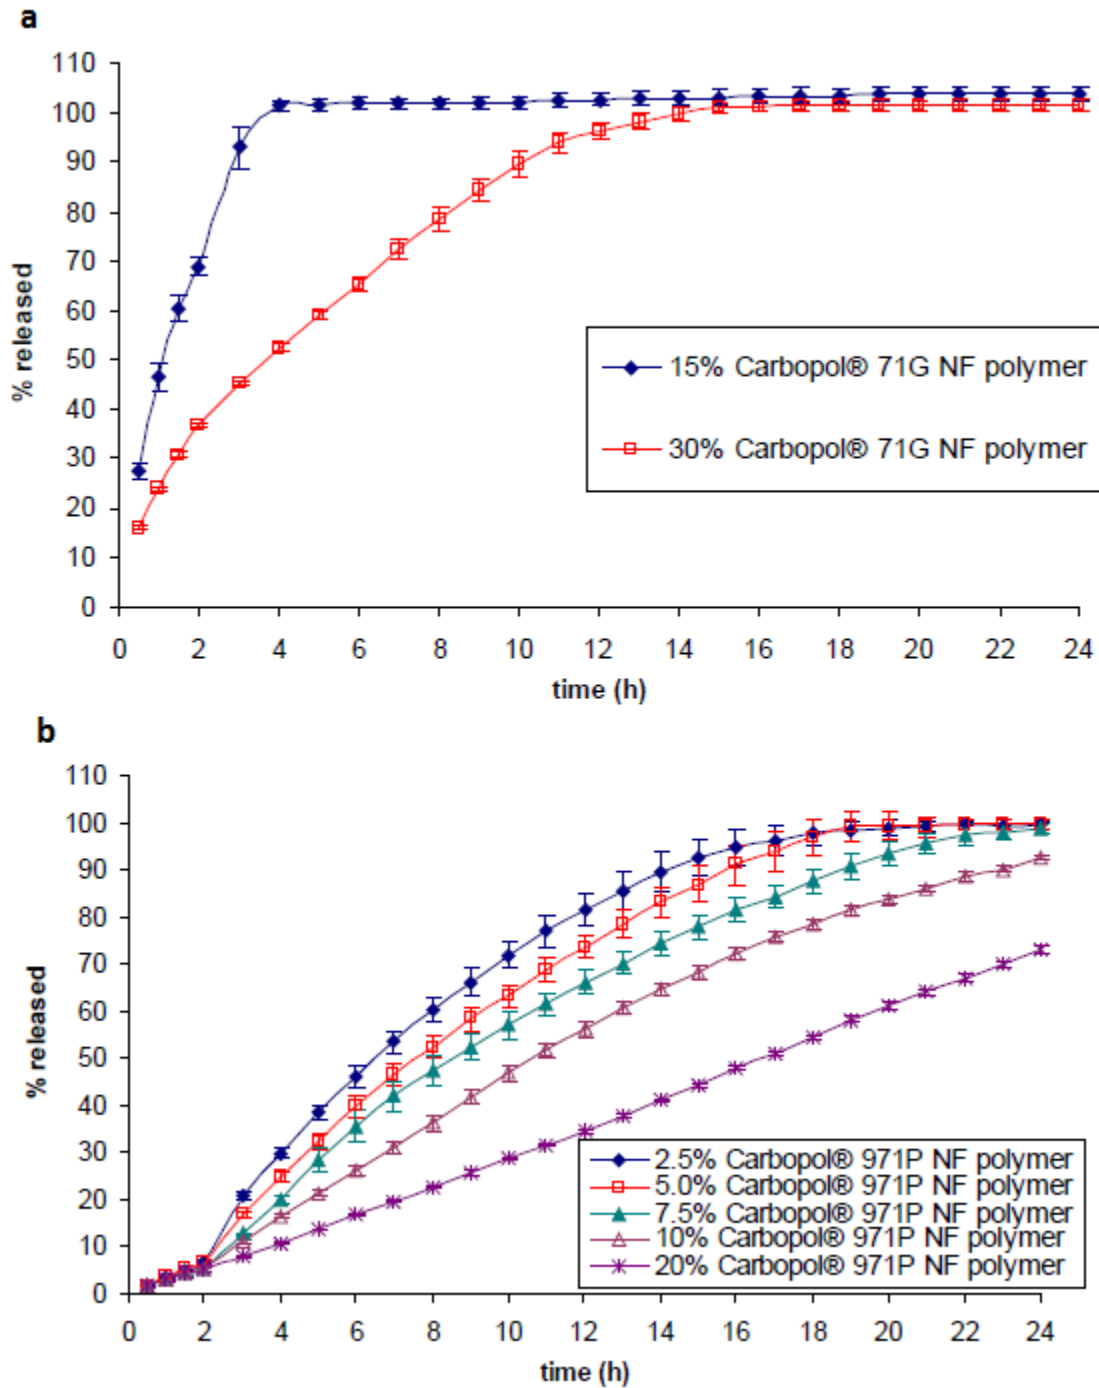 a
110
100
90
80
70
60
50
40
30
20
10
0
% released
15% Carbopol® 71G NF polymer
30% Carbopol® 71G NF polymer
0 2 4 6 8 10 12 14 16 18 20 22 24
time (h)
b
110
100
90
80
70
60
50
40
30
20
10
0
% released
2.5% Carbopol® 971P NF polymer
5.0% Carbopol® 971P NF polymer
7.5% Carbopol® 971P NF polymer
10% Carbopol® 971P NF polymer
20% Carbopol® 971P NF polymer
0 2 4 6 8 10 12 14 16 18 20 22 24
time (h)